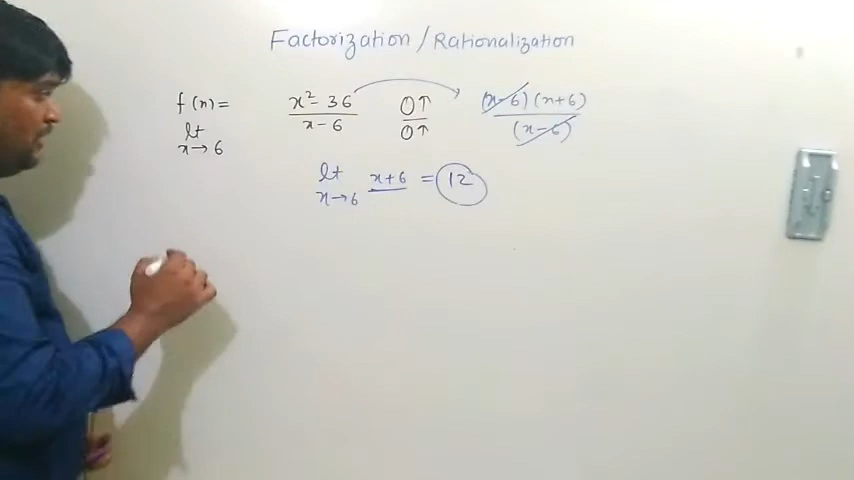 Factorization / Rationalization
f(x) = x² - 36 / x - 6    0↑ / 0↑    (x-6)(x+6) / (x-6)
lt x→6
lt x→6 x+6 = 12